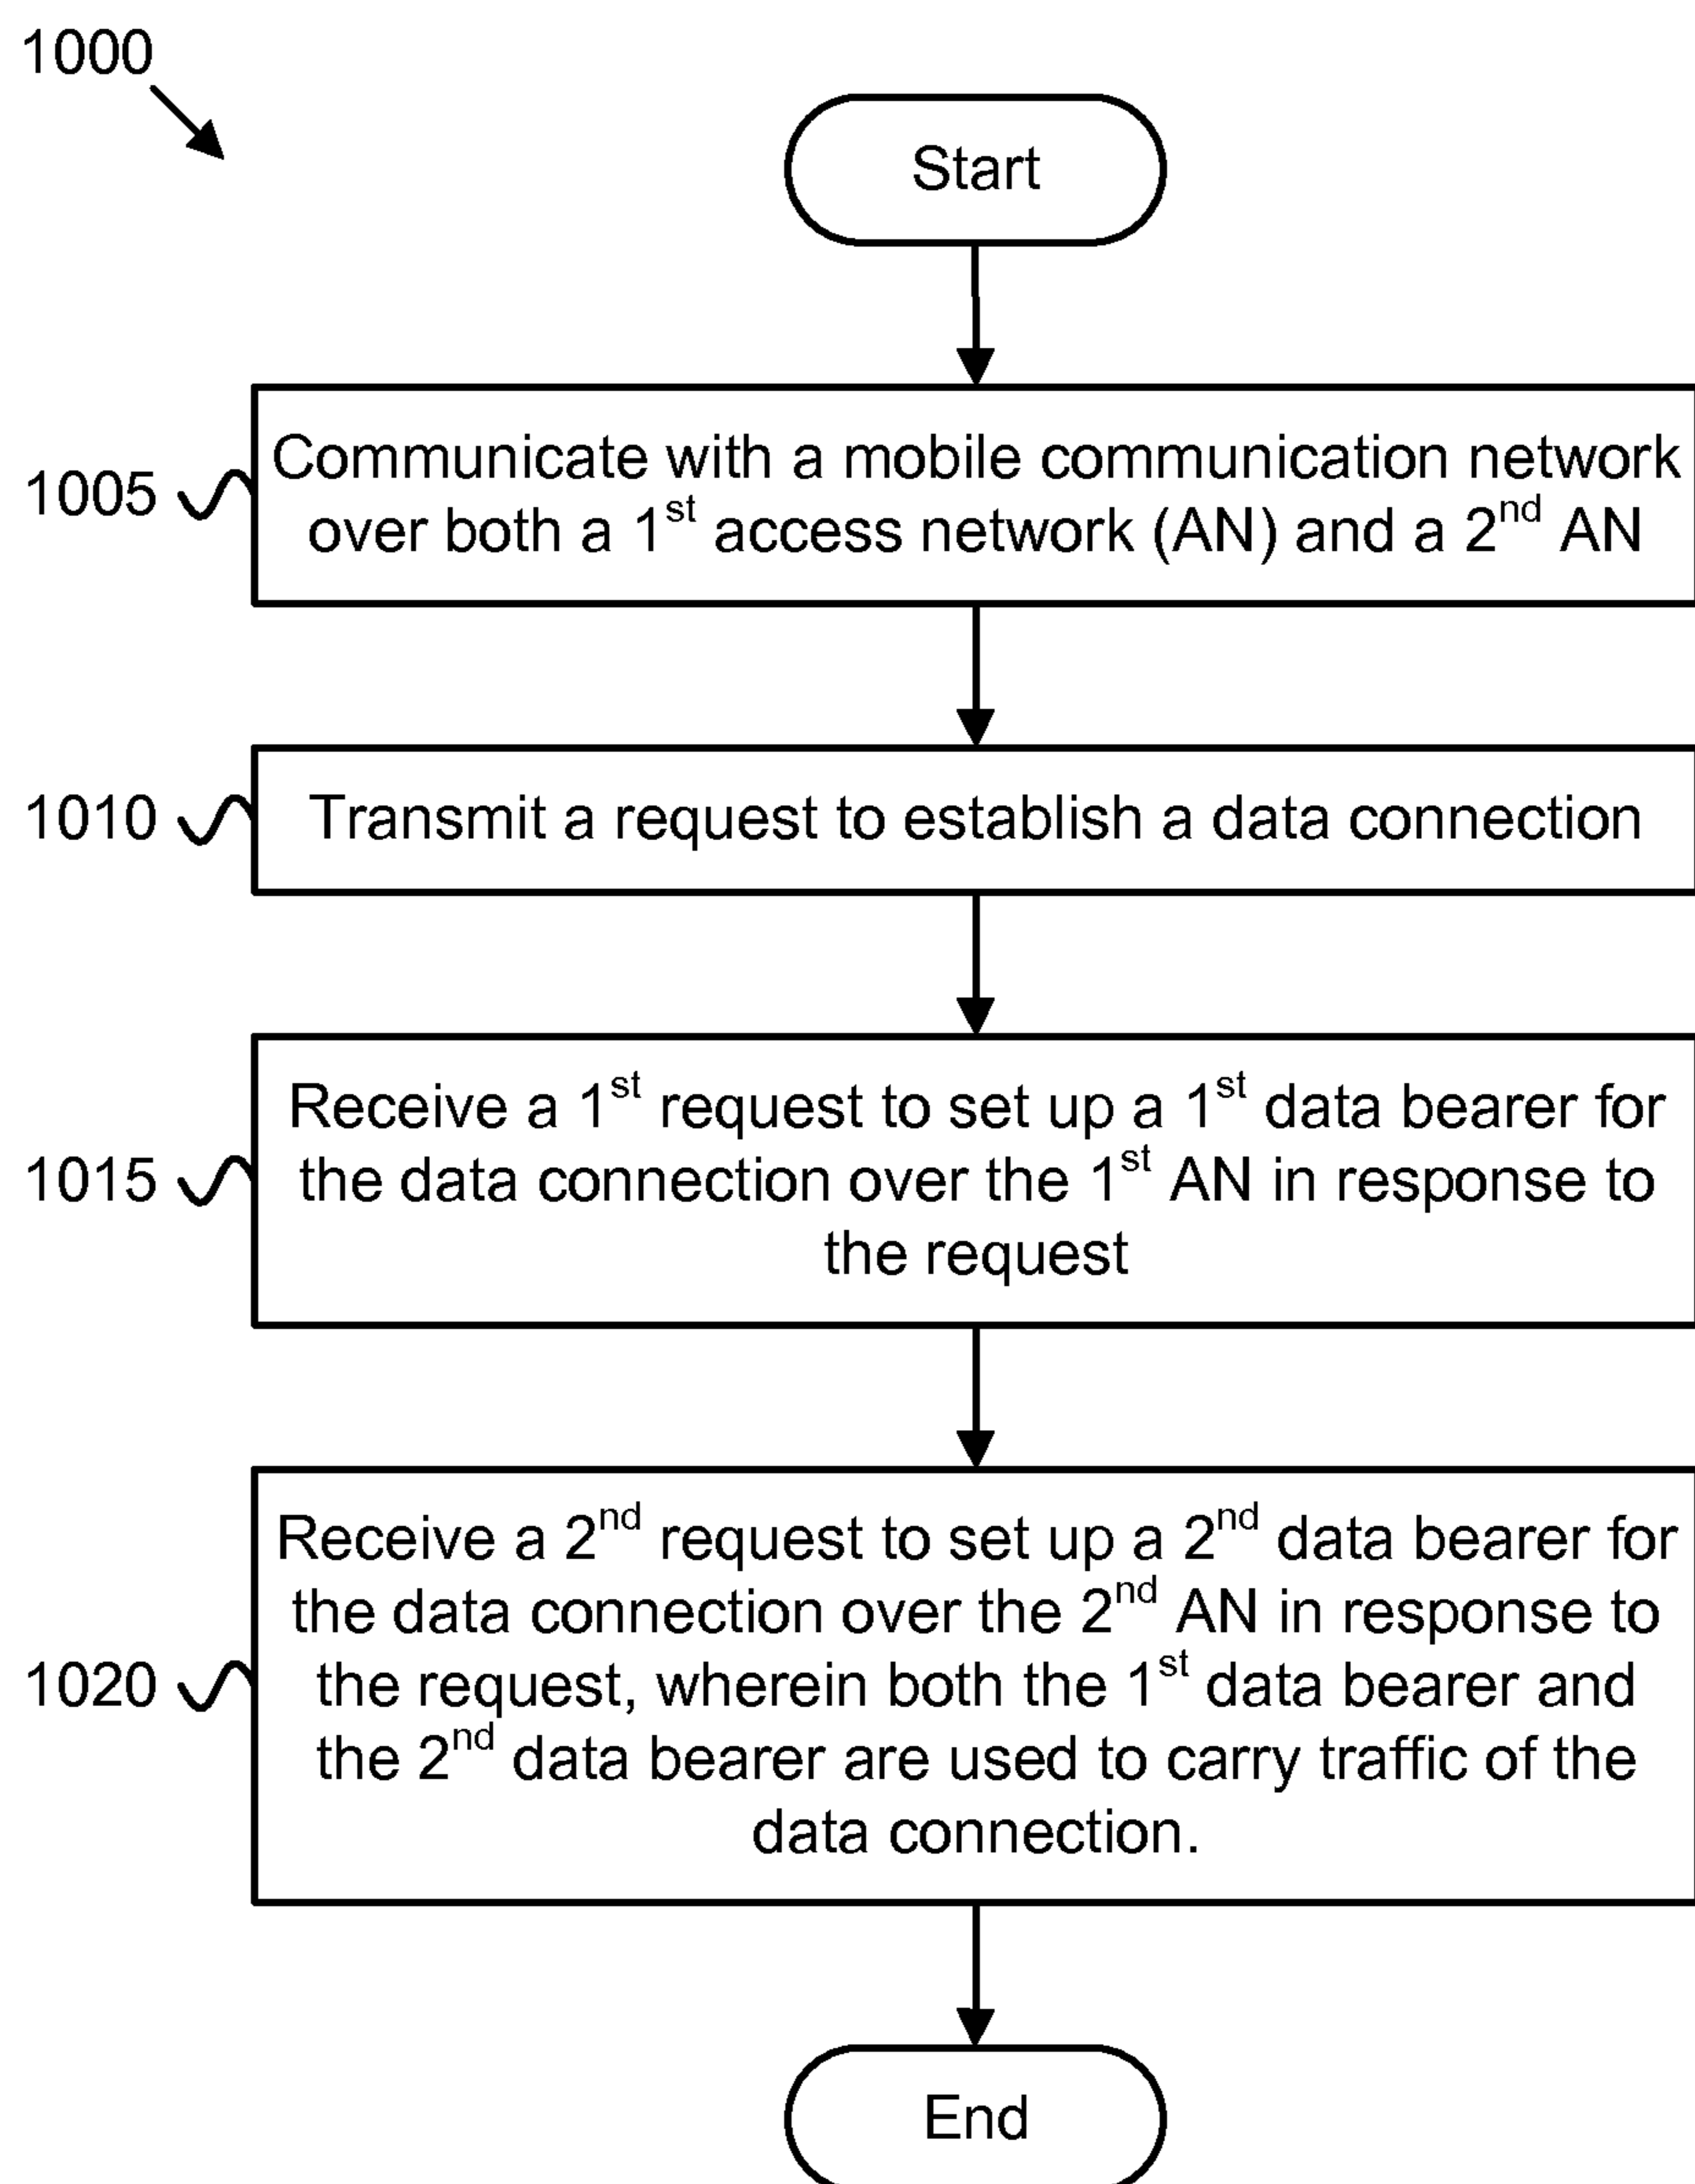 1000
Start
1005
Communicate with a mobile communication network
over both a 1st access network (AN) and a 2nd AN
1010
Transmit a request to establish a data connection
1015
Receive a 1st request to set up a 1st data bearer for
the data connection over the 1st AN in response to
the request
1020
Receive a 2nd request to set up a 2nd data bearer for
the data connection over the 2nd AN in response to
the request, wherein both the 1st data bearer and
the 2nd data bearer are used to carry traffic of the
data connection.
End